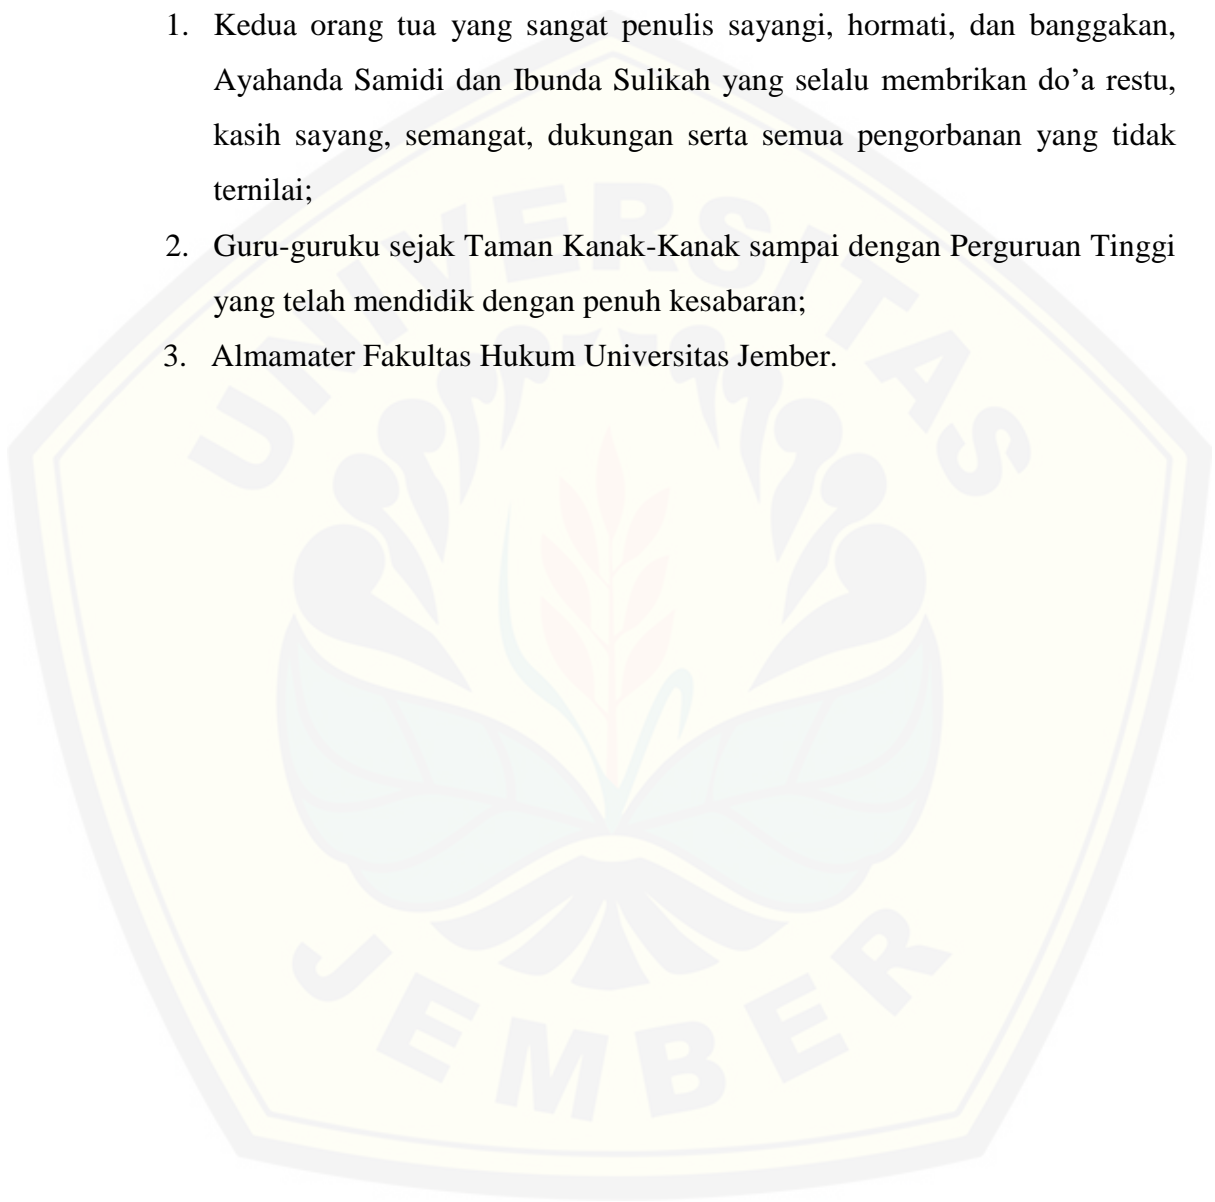 1. Kedua orang tua yang sangat penulis sayangi, hormati, dan banggakan,
Ayahanda Samidi dan Ibunda Sulikah yang selalu membrikan do’a restu,
kasih sayang, semangat, dukungan serta semua pengorbanan yang tidak
ternilai;
2. Guru-guruku sejak Taman Kanak-Kanak sampai dengan Perguruan Tinggi
yang telah mendidik dengan penuh kesabaran;
3. Almamater Fakultas Hukum Universitas Jember.
UNIVERSITAS
JEMBER